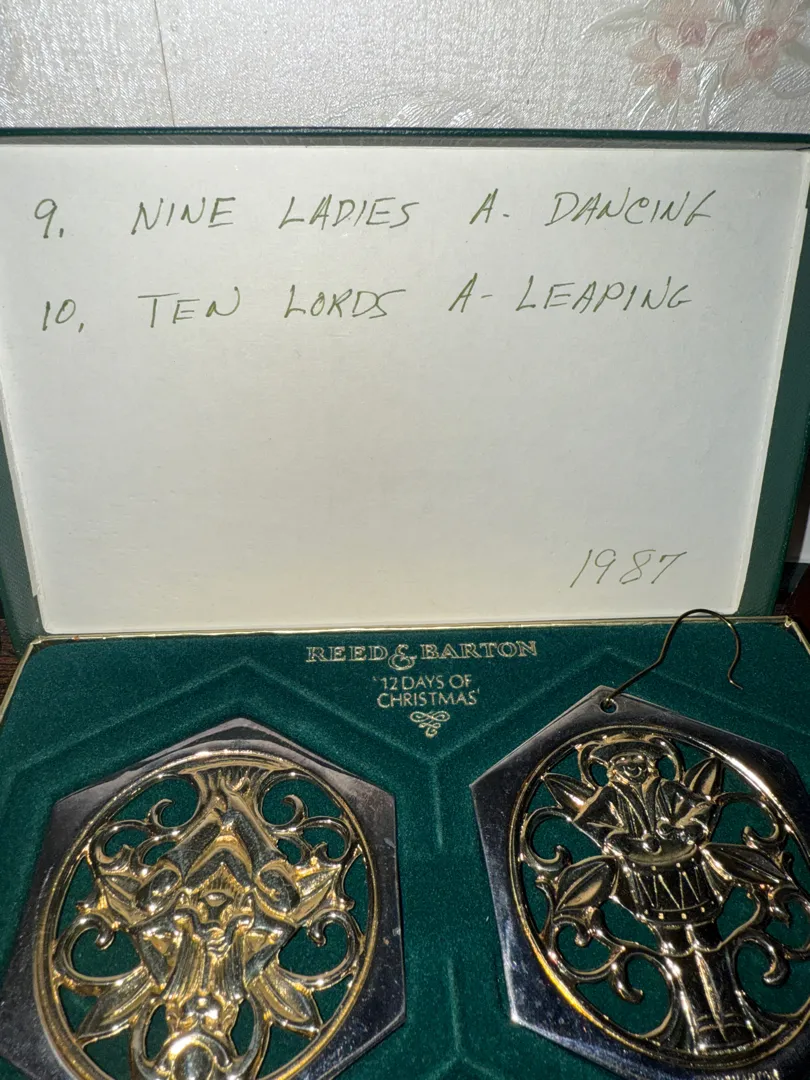 9. NINE LADIES A- DANCING
10, TEN LORDS A- LEAPING
1987
REED & BARTON
'12 DAYS OF
CHRISTMAS'